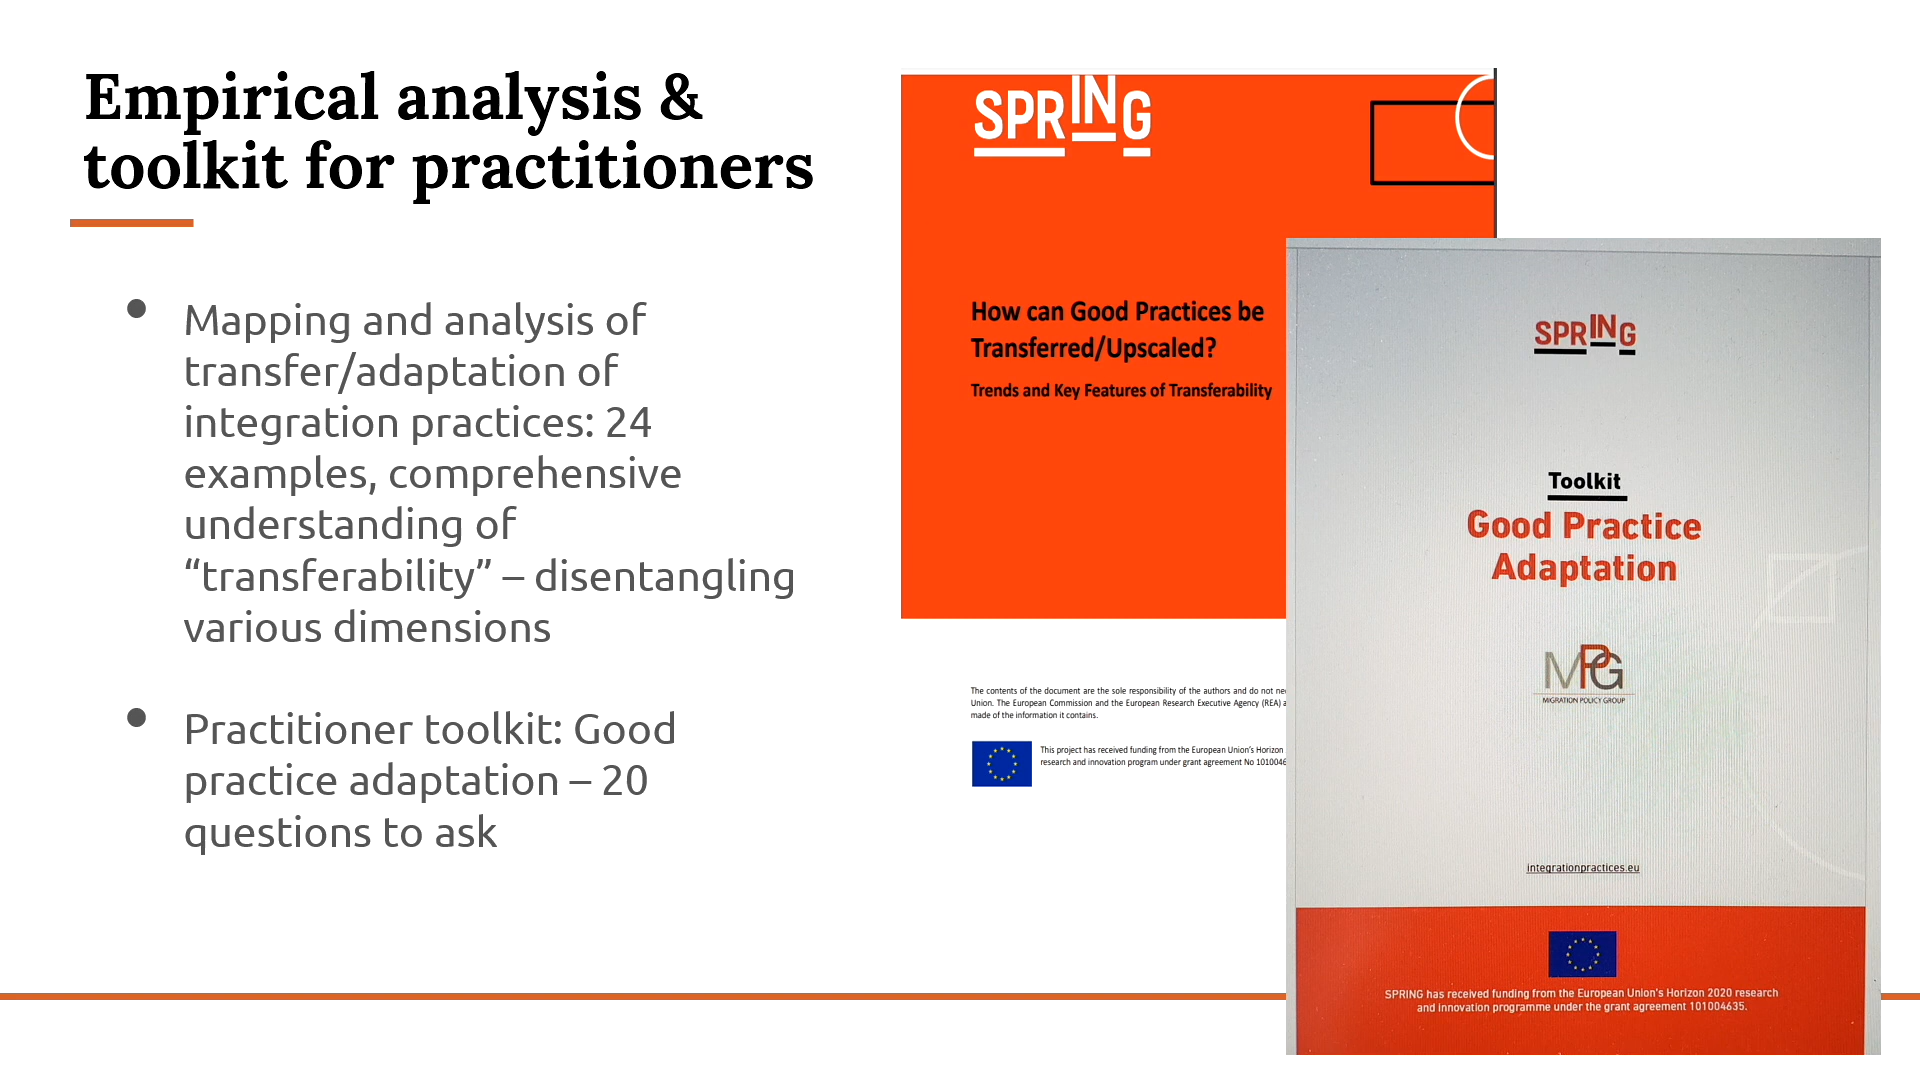 Empirical analysis &
toolkit for practitioners
Mapping and analysis of
transfer/adaptation of
integration practices: 24
examples, comprehensive
understanding of
“transferability” – disentangling
various dimensions
Practitioner toolkit: Good
practice adaptation – 20
questions to ask
SPRING
How can Good Practices be
Transferred/Upscaled?
Trends and Key Features of Transferability
The contents of the document are the sole responsibility of the authors and do not
Union. The European Commission and the European Research Executive Agency (REA)
made of the information it contains.
This project has received funding from the European Union’s Horizon
research and innovation program under grant agreement No
SPRING
Toolkit
Good Practice
Adaptation
MPG
MIGRATION POLICY GROUP
integrationpractices.eu
SPRING has received funding from the European Union's Horizon 2020 research
and innovation programme under the grant agreement 101004635.